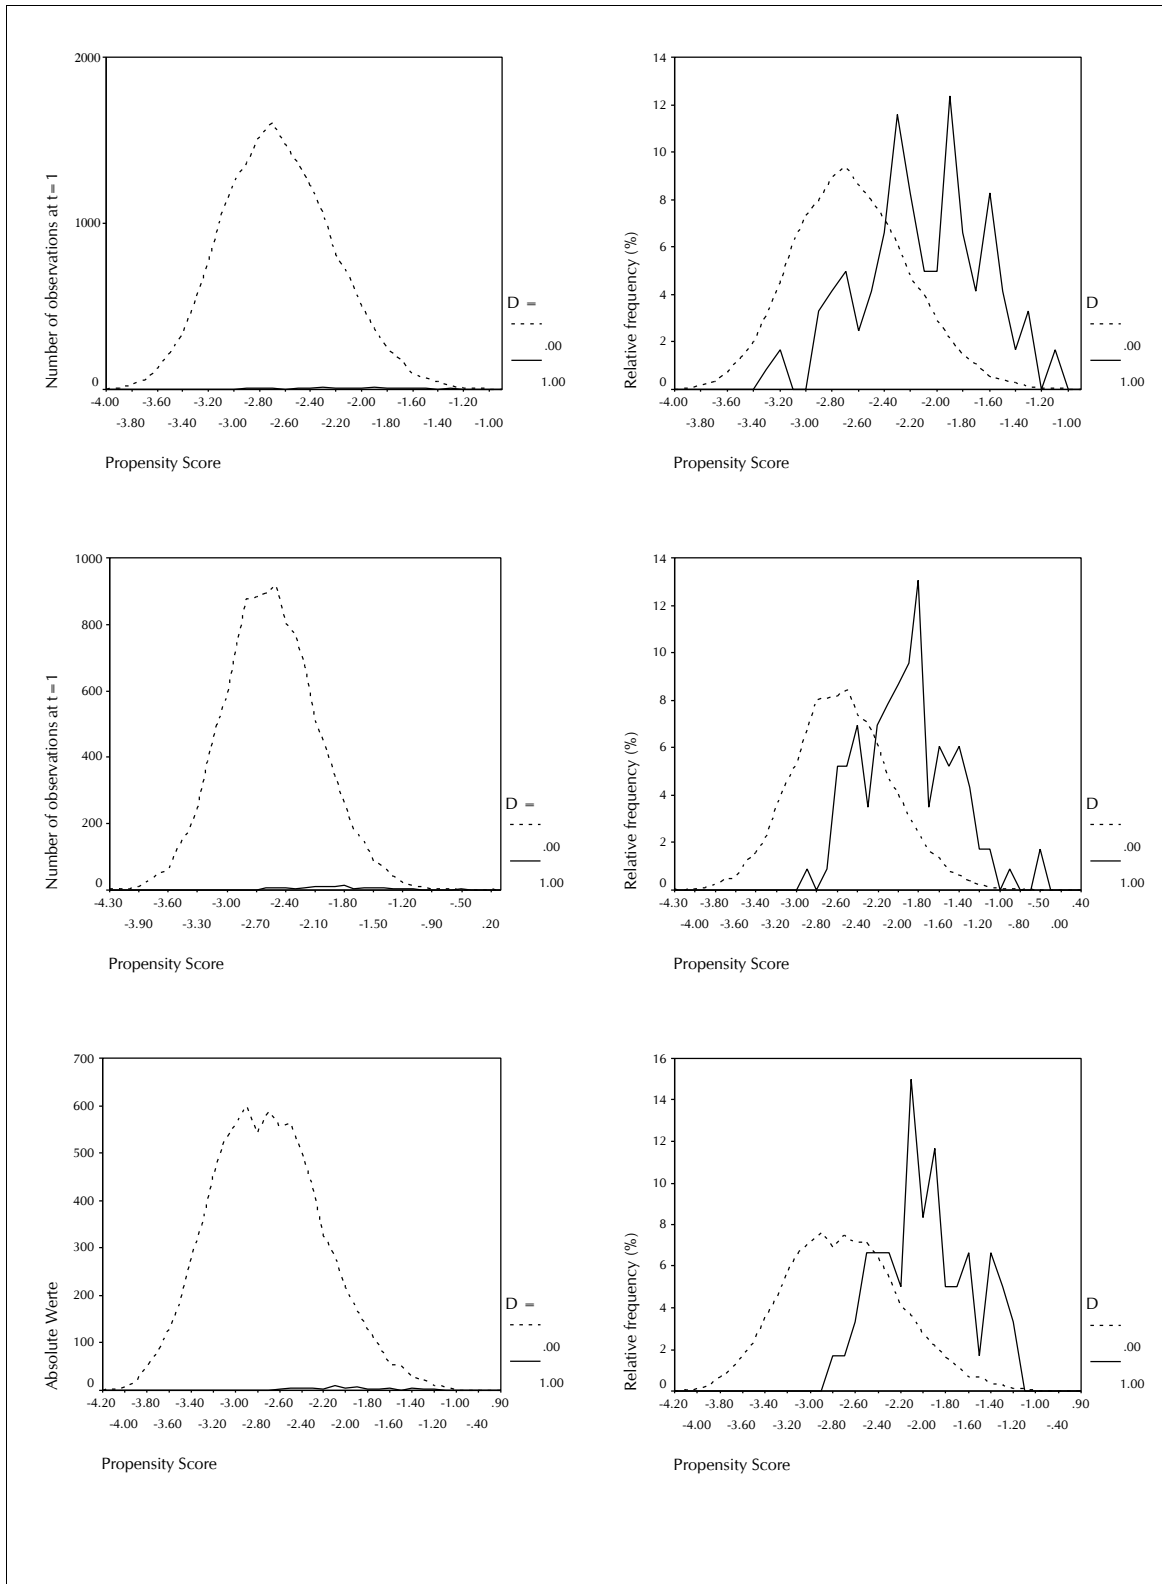 2000
1000
0
Number of observations at t=1
-4.00 -3.60 -3.20 -2.80 -2.40 -2.00 -1.60 -1.20
-3.80 -3.40 -3.00 -2.60 -2.20 -1.80 -1.40 -1.00
Propensity Score
D =
.00
1.00
14
12
10
8
6
4
2
0
Relative frequency (%)
-4.00 -3.60 -3.20 -2.80 -2.40 -2.00 -1.60 -1.20
-3.80 -3.40 -3.00 -2.60 -2.20 -1.80 -1.40 -1.00
Propensity Score
D
.00
1.00
1000
800
600
400
200
0
Number of observations at t=1
-4.30 -3.60 -3.00 -2.40 -1.80 -1.20 -.50
-3.90 -3.30 -2.70 -2.10 -1.50 -.90 .20
Propensity Score
D =
.00
1.00
14
12
10
8
6
4
2
0
Relative frequency (%)
-4.30 -3.80 -3.40 -3.00 -2.60 -2.20 -1.80 -1.40 -1.00 -.50 .40
-4.00 -3.60 -3.20 -2.80 -2.40 -2.00 -1.60 -1.20 -.80 .00
Propensity Score
D
.00
1.00
700
600
500
400
300
200
100
0
Absolute Werte
-4.20 -3.80 -3.40 -3.00 -2.60 -2.20 -1.80 -1.40 -1.00 .90
-4.00 -3.60 -3.20 -2.80 -2.40 -2.00 -1.60 -1.20 -.40
Propensity Score
D =
.00
1.00
16
14
12
10
8
6
4
2
0
Relative frequency (%)
-4.20 -3.80 -3.40 -3.00 -2.60 -2.20 -1.80 -1.40 -1.00 .90
-4.00 -3.60 -3.20 -2.80 -2.40 -2.00 -1.60 -1.20 -.40
Propensity Score
D
.00
1.00